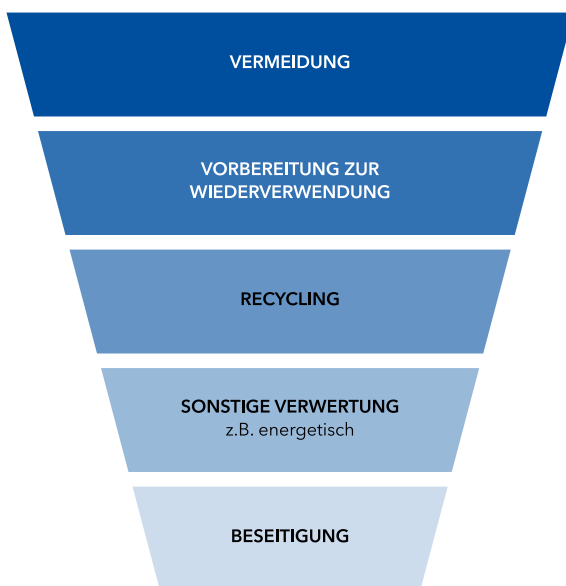 VERMEIDUNG
VORBEREITUNG ZUR
WIEDERVERWENDUNG
RECYCLING
SONSTIGE VERWERTUNG
z.B. energetisch
BESEITIGUNG